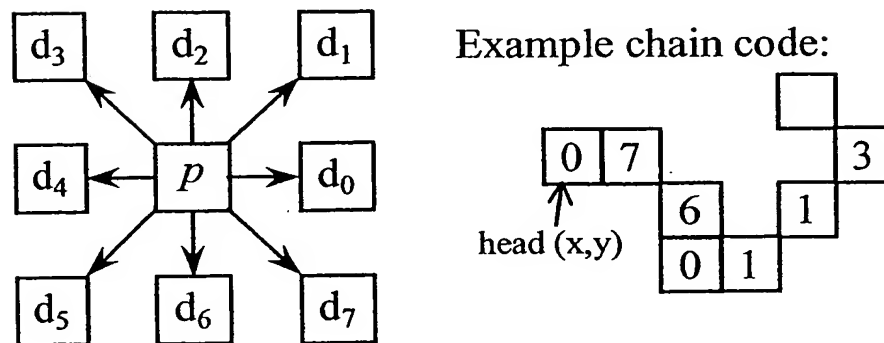 d3 d2 d1
d4 p d0
d5 d6 d7
Example chain code:
0 7 3
6 1
head (x,y)
0 1